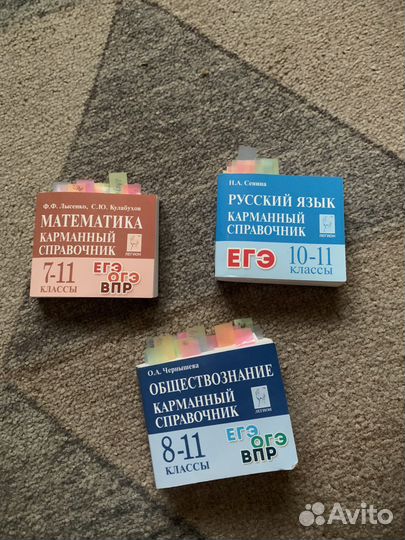 Ф.Ф. Лысенко, С.Ю. Кулабухов
МАТЕМАТИКА
КАРМАННЫЙ
СПРАВОЧНИК
ЛЕГИОН
7-11
КЛАССЫ
ЕГЭ
ОГЭ
ВПР
Н.А. Сенина
РУССКИЙ ЯЗЫК
КАРМАННЫЙ
СПРАВОЧНИК
ЛЕГИОН
ЕГЭ
10-11
КЛАССЫ
О.А. Чернышева
ОБЩЕСТВОЗНАНИЕ
КАРМАННЫЙ
СПРАВОЧНИК
ЛЕГИОН
8-11
КЛАССЫ
ЕГЭ
ОГЭ
ВПР
Avito